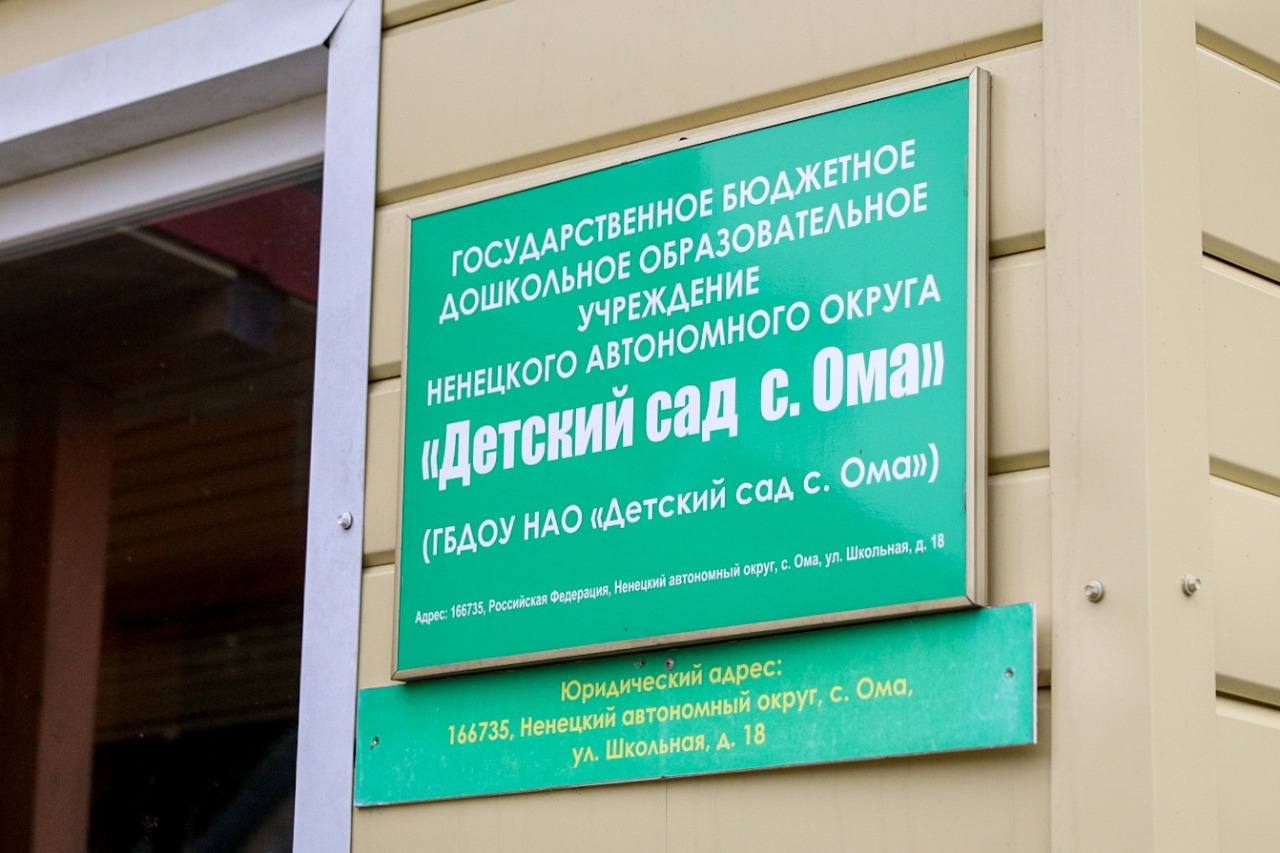 ГОСУДАРСТВЕННОЕ БЮДЖЕТНОЕ
ДОШКОЛЬНОЕ ОБРАЗОВАТЕЛЬНОЕ
УЧРЕЖДЕНИЕ
НЕНЕЦКОГО АВТОНОМНОГО ОКРУГА
«Детский сад с. Ома»
(ГБДОУ НАО «Детский сад с. Ома»)
Адрес: 166735, Российская Федерация, Ненецкий автономный округ, с. Ома, ул. Школьная, д. 18
Юридический адрес:
166735, Ненецкий автономный округ, с. Ома,
ул. Школьная, д. 18